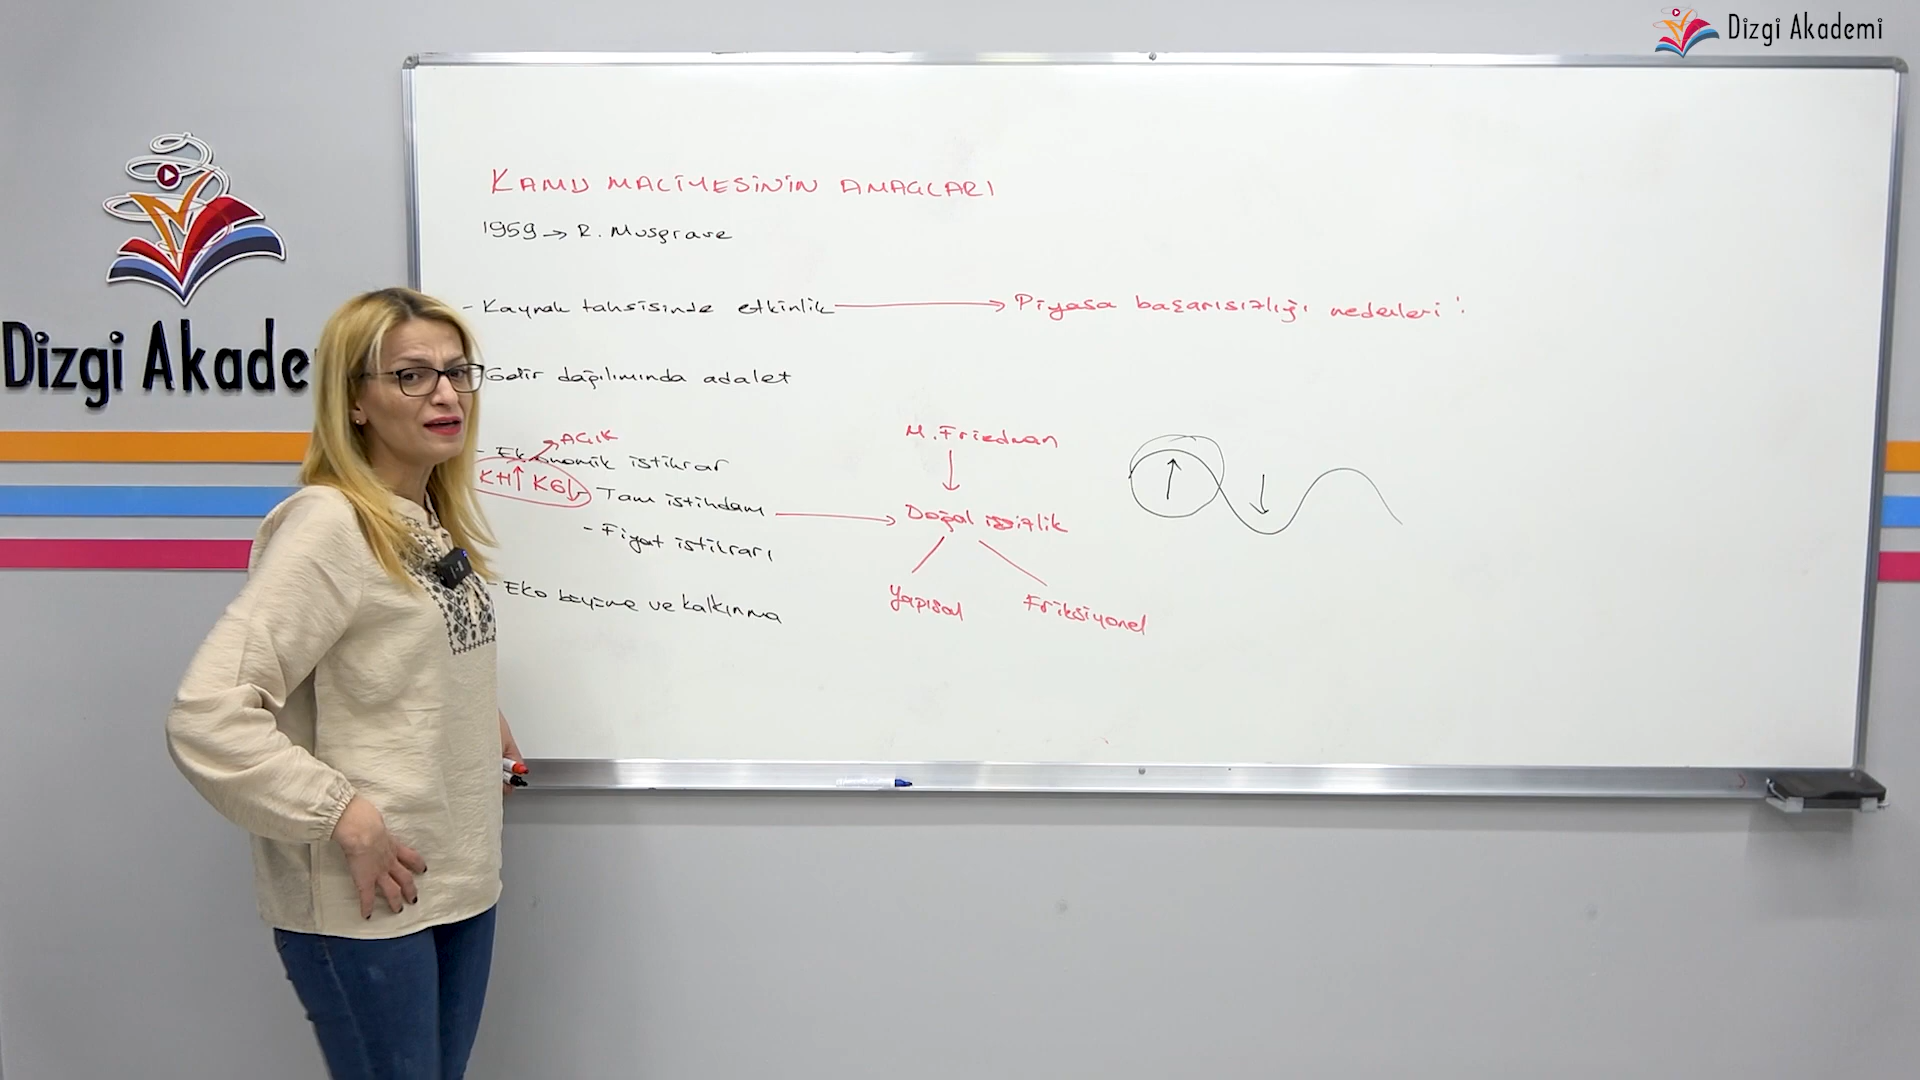 Dizgi Akademi
Dizgi Akade
KAMU MALİYESİNİN AMAÇLARI
1959 → R. Musgrave
- Kaynak tahsisinde etkinlik → Piyasa başarısızlığı nedenleri :
Gelir dağılımında adalet
AÇIK
- Ekonomik istikrar
KH↑ KG↓
- Tam istihdam → Doğal işsizlik
- Fiyat istikrarı
- Eko büyüme ve kalkınma
M. Friedman
↓
Yapısal
Friksiyonel